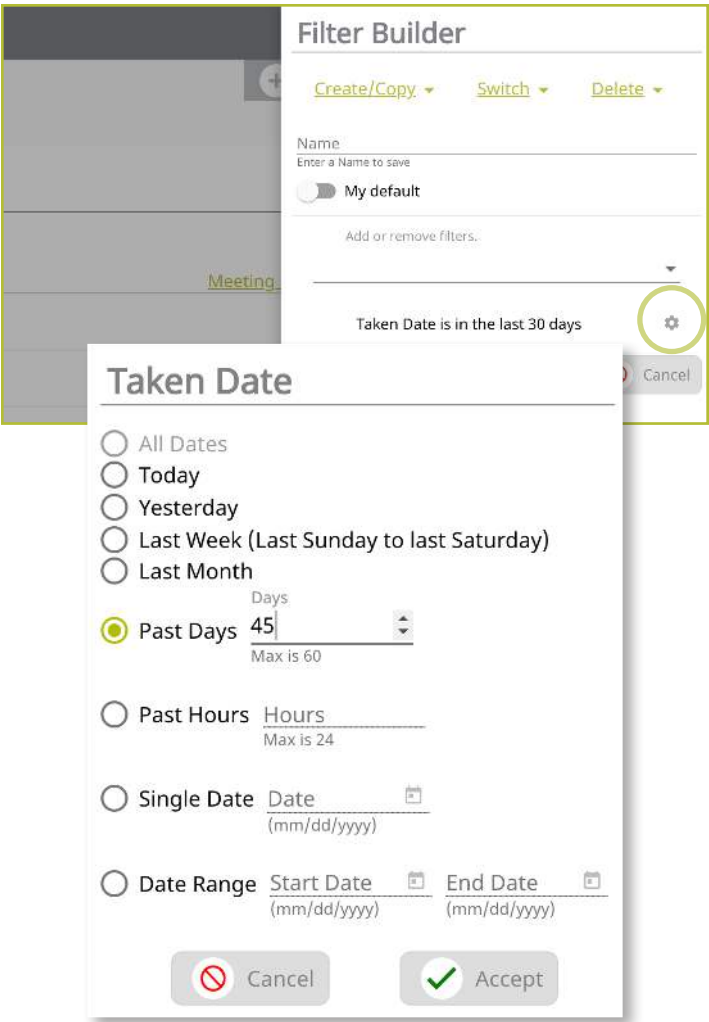 Filter Builder
Create/Copy Switch Delete
Name
Enter a Name to save
My default
Add or remove filters.
Meeting
Taken Date is in the last 30 days
Cancel
Taken Date
All Dates
Today
Yesterday
Last Week (Last Sunday to last Saturday)
Last Month
Days
Past Days 45
Max is 60
Past Hours Hours
Max is 24
Single Date Date
(mm/dd/yyyy)
Date Range Start Date End Date
(mm/dd/yyyy) (mm/dd/yyyy)
Cancel Accept